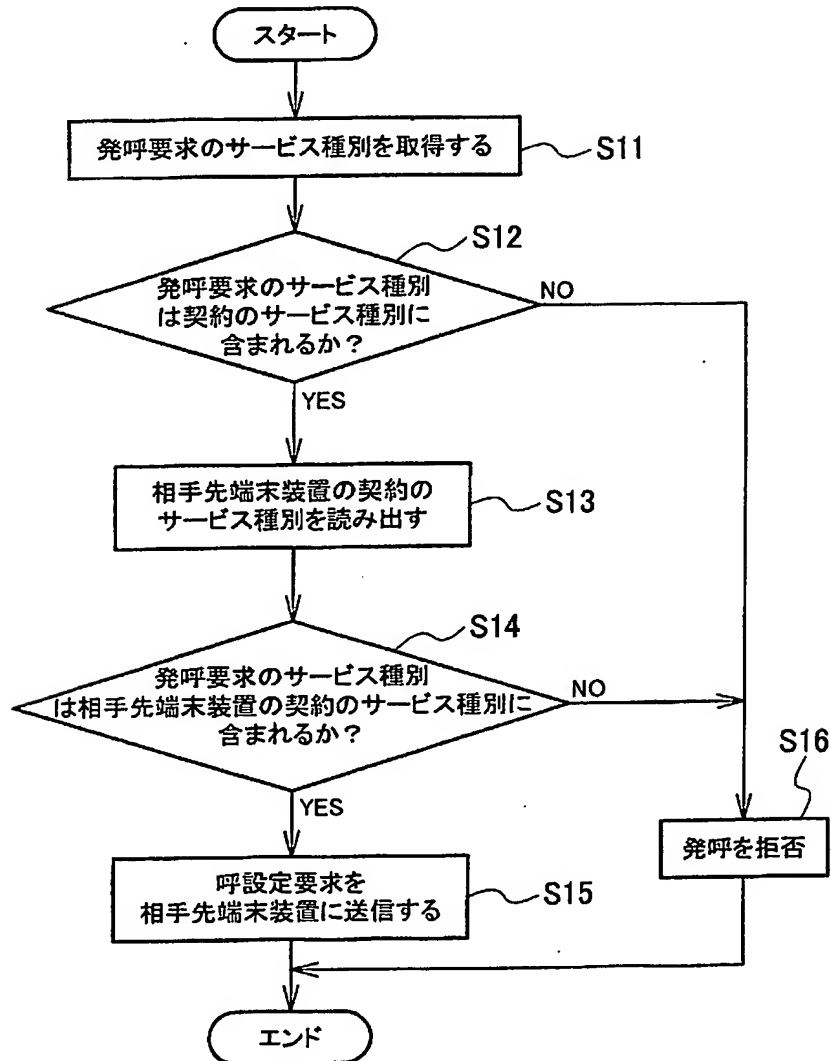 スタート
発呼要求のサービス種別を取得する
S11
S12
発呼要求のサービス種別
は契約のサービス種別に
含まれるか？
NO
YES
相手先端末装置の契約の
サービス種別を読み出す
S13
S14
発呼要求のサービス種別
は相手先端末装置の契約のサービス種別に
含まれるか？
NO
YES
S16
発呼を拒否
呼設定要求を
相手先端末装置に送信する
S15
エンド